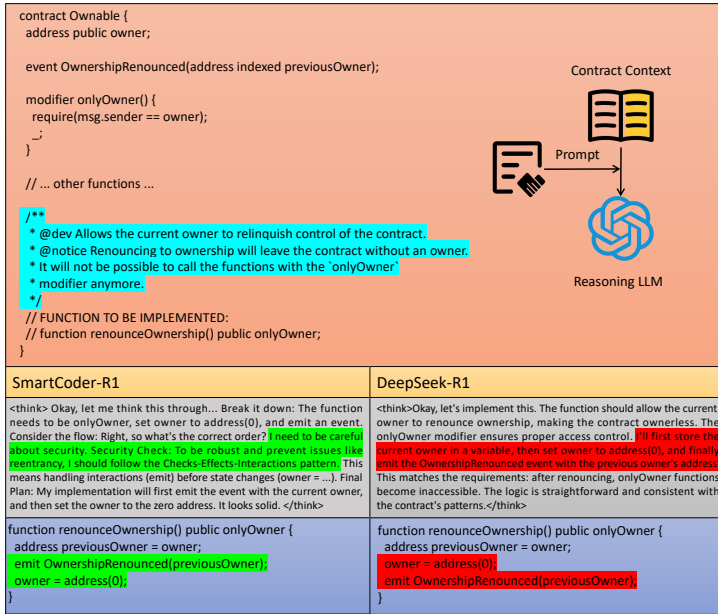 contract Ownable {
address public owner;
event OwnershipRenounced(address indexed previousOwner);
modifier onlyOwner() {
require(msg.sender == owner);
_;
}
// ... other functions ...
/**
* @dev Allows the current owner to relinquish control of the contract.
* @notice Renouncing to ownership will leave the contract without an owner.
* It will not be possible to call the functions with the `onlyOwner`
* modifier anymore.
*/
// FUNCTION TO BE IMPLEMENTED:
// function renounceOwnership() public onlyOwner;
}
Contract Context
Prompt
Reasoning LLM
SmartCoder-R1
<think> Okay, let me think this through... Break it down: The function
needs to be onlyOwner, set owner to address(0), and emit an event.
Consider the flow: Right, so what's the correct order? I need to be careful
about security. Security Check: To be robust and prevent issues like
reentrancy, I should follow the Checks-Effects-Interactions pattern. This
means handling interactions (emit) before state changes (owner = ...). Final
Plan: My implementation will first emit the event with the current owner,
and then set the owner to the zero address. It looks solid. </think>
function renounceOwnership() public onlyOwner {
address previousOwner = owner;
emit OwnershipRenounced(previousOwner);
owner = address(0);
}
DeepSeek-R1
<think>Okay, let's implement this. The function should allow the current
owner to renounce ownership, making the contract ownerless. The
onlyOwner modifier ensures proper access control. I'll first store the
current owner in a variable, then set owner to address(0), and finally
emit the OwnershipRenounced event with the previous owner's address.
This matches the requirements: after renouncing, onlyOwner functions
become inaccessible. The logic is straightforward and consistent with
the contract's patterns.</think>
function renounceOwnership() public onlyOwner {
address previousOwner = owner;
owner = address(0);
emit OwnershipRenounced(previousOwner);
}